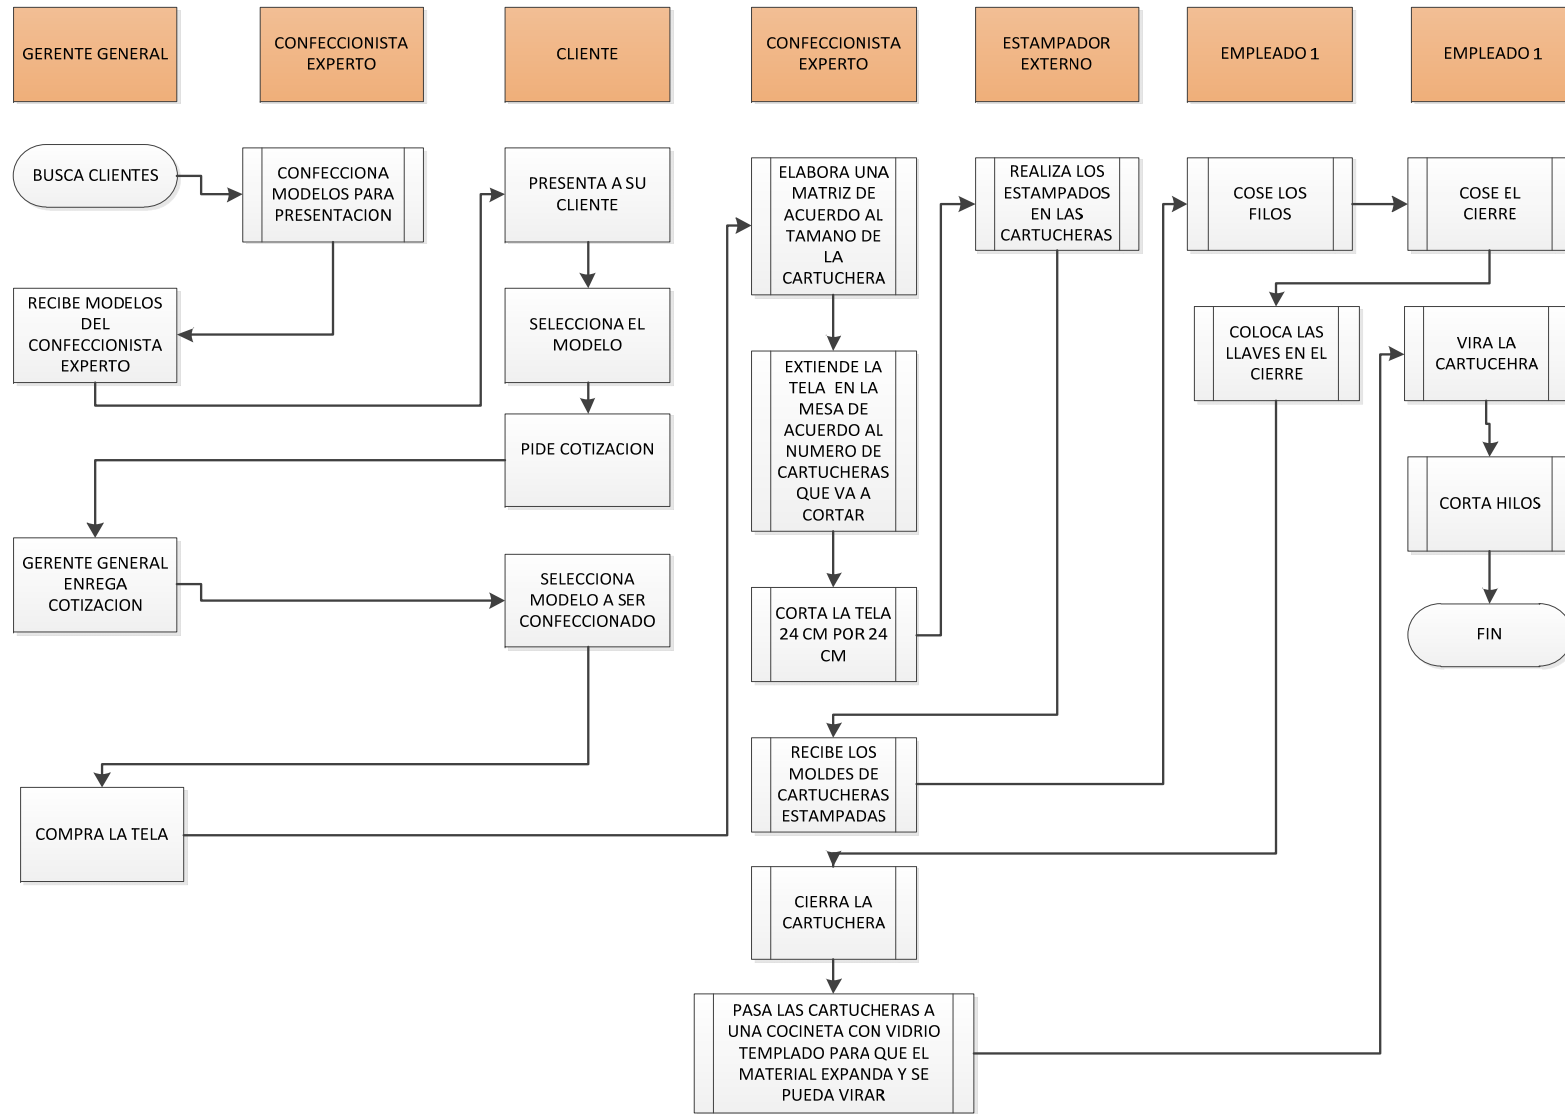 GERENTE GENERAL
CONFECCIONISTA
EXPERTO
CLIENTE
CONFECCIONISTA
EXPERTO
ESTAMPADOR
EXTERNO
EMPLEADO 1
EMPLEADO 1
BUSCA CLIENTES
CONFECCIONA
MODELOS PARA
PRESENTACION
PRESENTA A SU
CLIENTE
RECIBE MODELOS
DEL
CONFECCIONISTA
EXPERTO
SELECCIONA EL
MODELO
PIDE COTIZACION
GERENTE GENERAL
ENREGA
COTIZACION
SELECCIONA
MODELO A SER
CONFECCIONADO
COMPRA LA TELA
ELABORA UNA
MATRIZ DE
ACUERDO AL
TAMANO DE
LA
CARTUCHERA
EXTIENDE LA
TELA EN LA
MESA DE
ACUERDO AL
NUMERO DE
CARTUCHERAS
QUE VA A
CORTAR
CORTA LA TELA
24 CM POR 24
CM
REALIZA LOS
ESTAMPADOS
EN LAS
CARTUCHERAS
RECIBE LOS
MOLDES DE
CARTUCHERAS
ESTAMPADAS
COSE LOS
FILOS
COSE EL
CIERRE
COLOCA LAS
LLAVES EN EL
CIERRE
CIERRA LA
CARTUCHERA
PASA LAS CARTUCHERAS A
UNA COCINETA CON VIDRIO
TEMPLADO PARA QUE EL
MATERIAL EXPANDA Y SE
PUEDA VIRAR
VIRA LA
CARTUCEHRA
CORTA HILOS
FIN